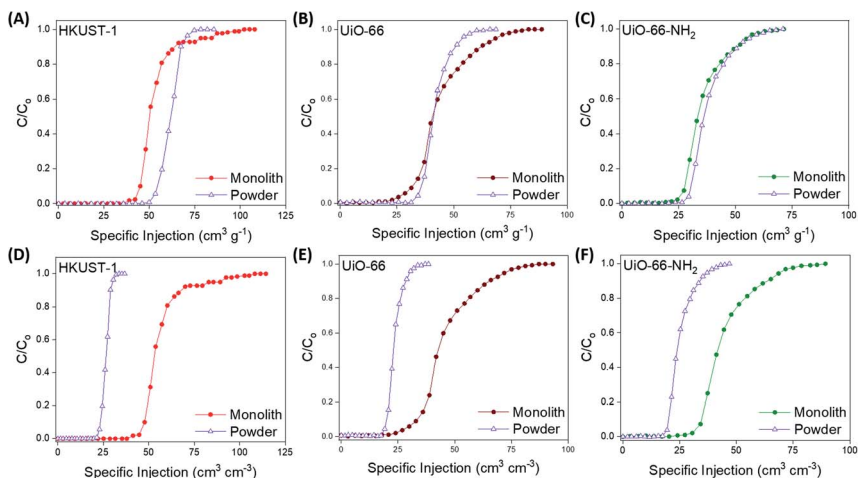 (A)
HKUST-1
1.0
0.8
0.6
0.4
0.2
0.0
C/Co
Monolith
Powder
0 25 50 75 100 125
Specific Injection (cm³ g⁻¹)
(B)
UiO-66
1.0
0.8
0.6
0.4
0.2
0.0
C/Co
Monolith
Powder
0 25 50 75 100
Specific Injection (cm³ g⁻¹)
(C)
UiO-66-NH₂
1.0
0.8
0.6
0.4
0.2
0.0
C/Co
Monolith
Powder
0 25 50 75 100
Specific Injection (cm³ g⁻¹)
(D)
HKUST-1
1.0
0.8
0.6
0.4
0.2
0.0
C/Co
Monolith
Powder
0 25 50 75 100 125
Specific Injection (cm³ cm⁻³)
(E)
UiO-66
1.0
0.8
0.6
0.4
0.2
0.0
C/Co
Monolith
Powder
0 25 50 75 100
Specific Injection (cm³ cm⁻³)
(F)
UiO-66-NH₂
1.0
0.8
0.6
0.4
0.2
0.0
C/Co
Monolith
Powder
0 25 50 75 100
Specific Injection (cm³ cm⁻³)